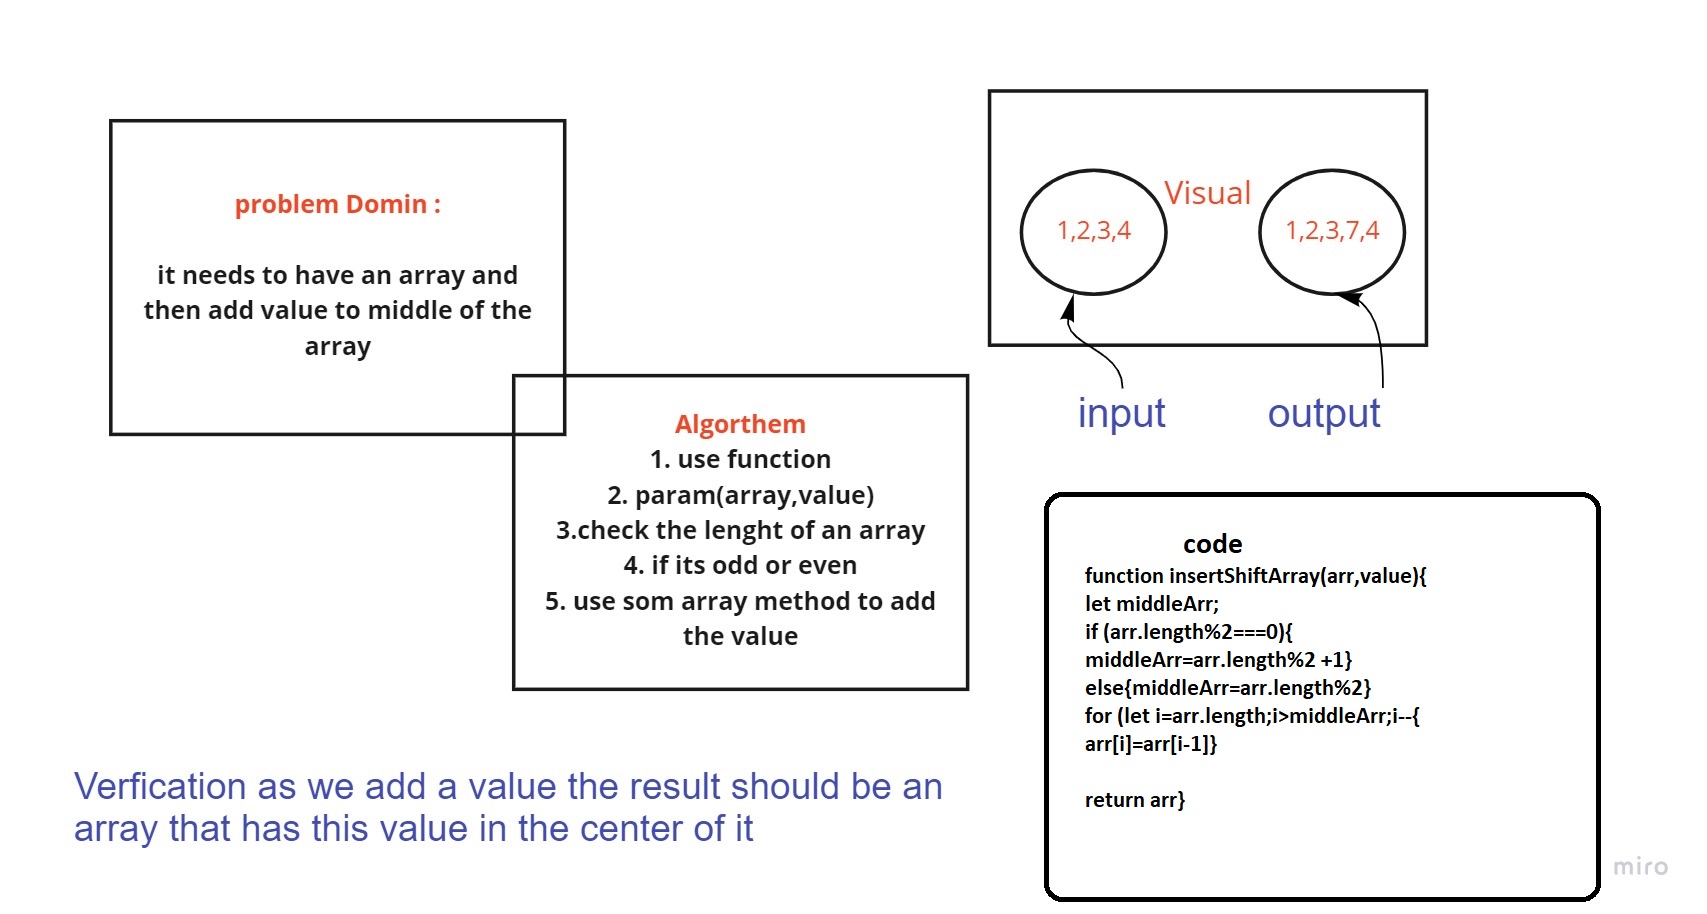 problem Domin :
it needs to have an array and
then add value to middle of the
array
Algorthem
1. use function
2. param(array,value)
3.check the lenght of an array
4. if its odd or even
5. use som array method to add
the value
Visual
1,2,3,4
1,2,3,7,4
input
output
code
function insertShiftArray(arr,value){
let middleArr;
if (arr.length%2===0){
middleArr=arr.length%2 +1}
else{middleArr=arr.length%2}
for (let i=arr.length;i>middleArr;i--{
arr[i]=arr[i-1]}
return arr}
Verfication as we add a value the result should be an
array that has this value in the center of it
miro